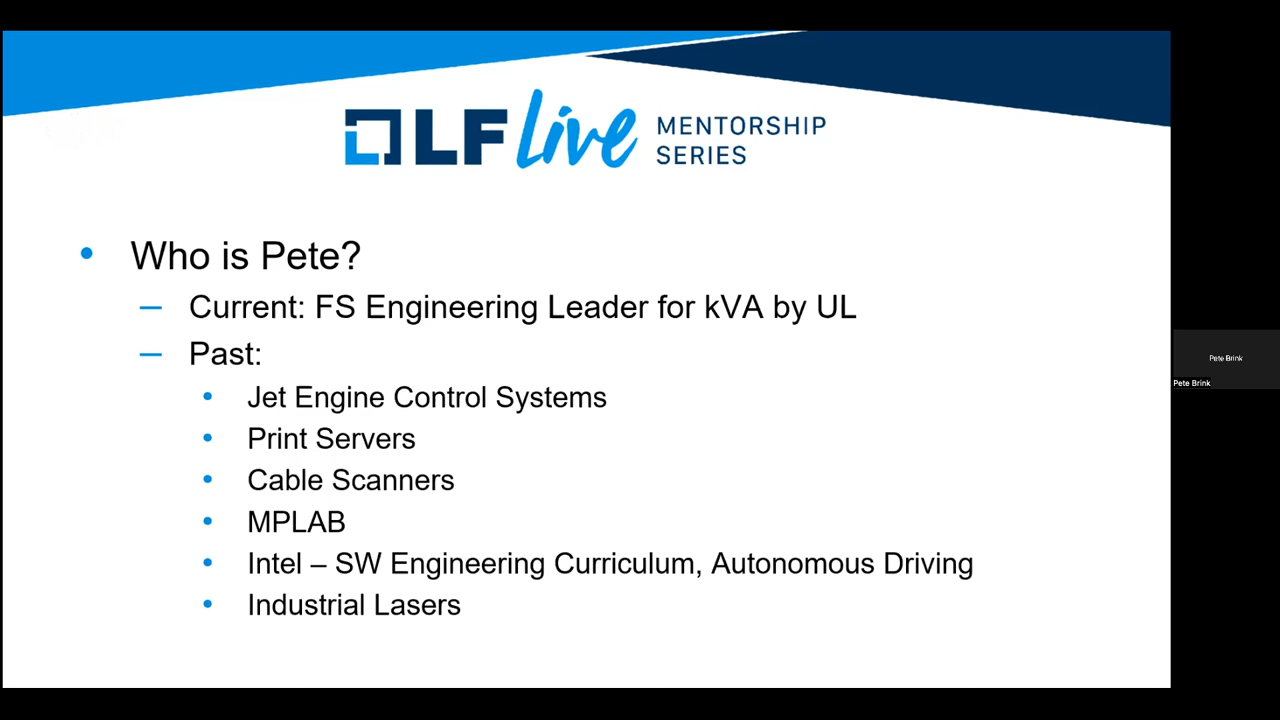 LF live MENTORSHIP
SERIES
• Who is Pete?
– Current: FS Engineering Leader for kVA by UL
– Past:
• Jet Engine Control Systems
• Print Servers
• Cable Scanners
• MPLAB
• Intel – SW Engineering Curriculum, Autonomous Driving
• Industrial Lasers
Pete Brink
Pete Brink